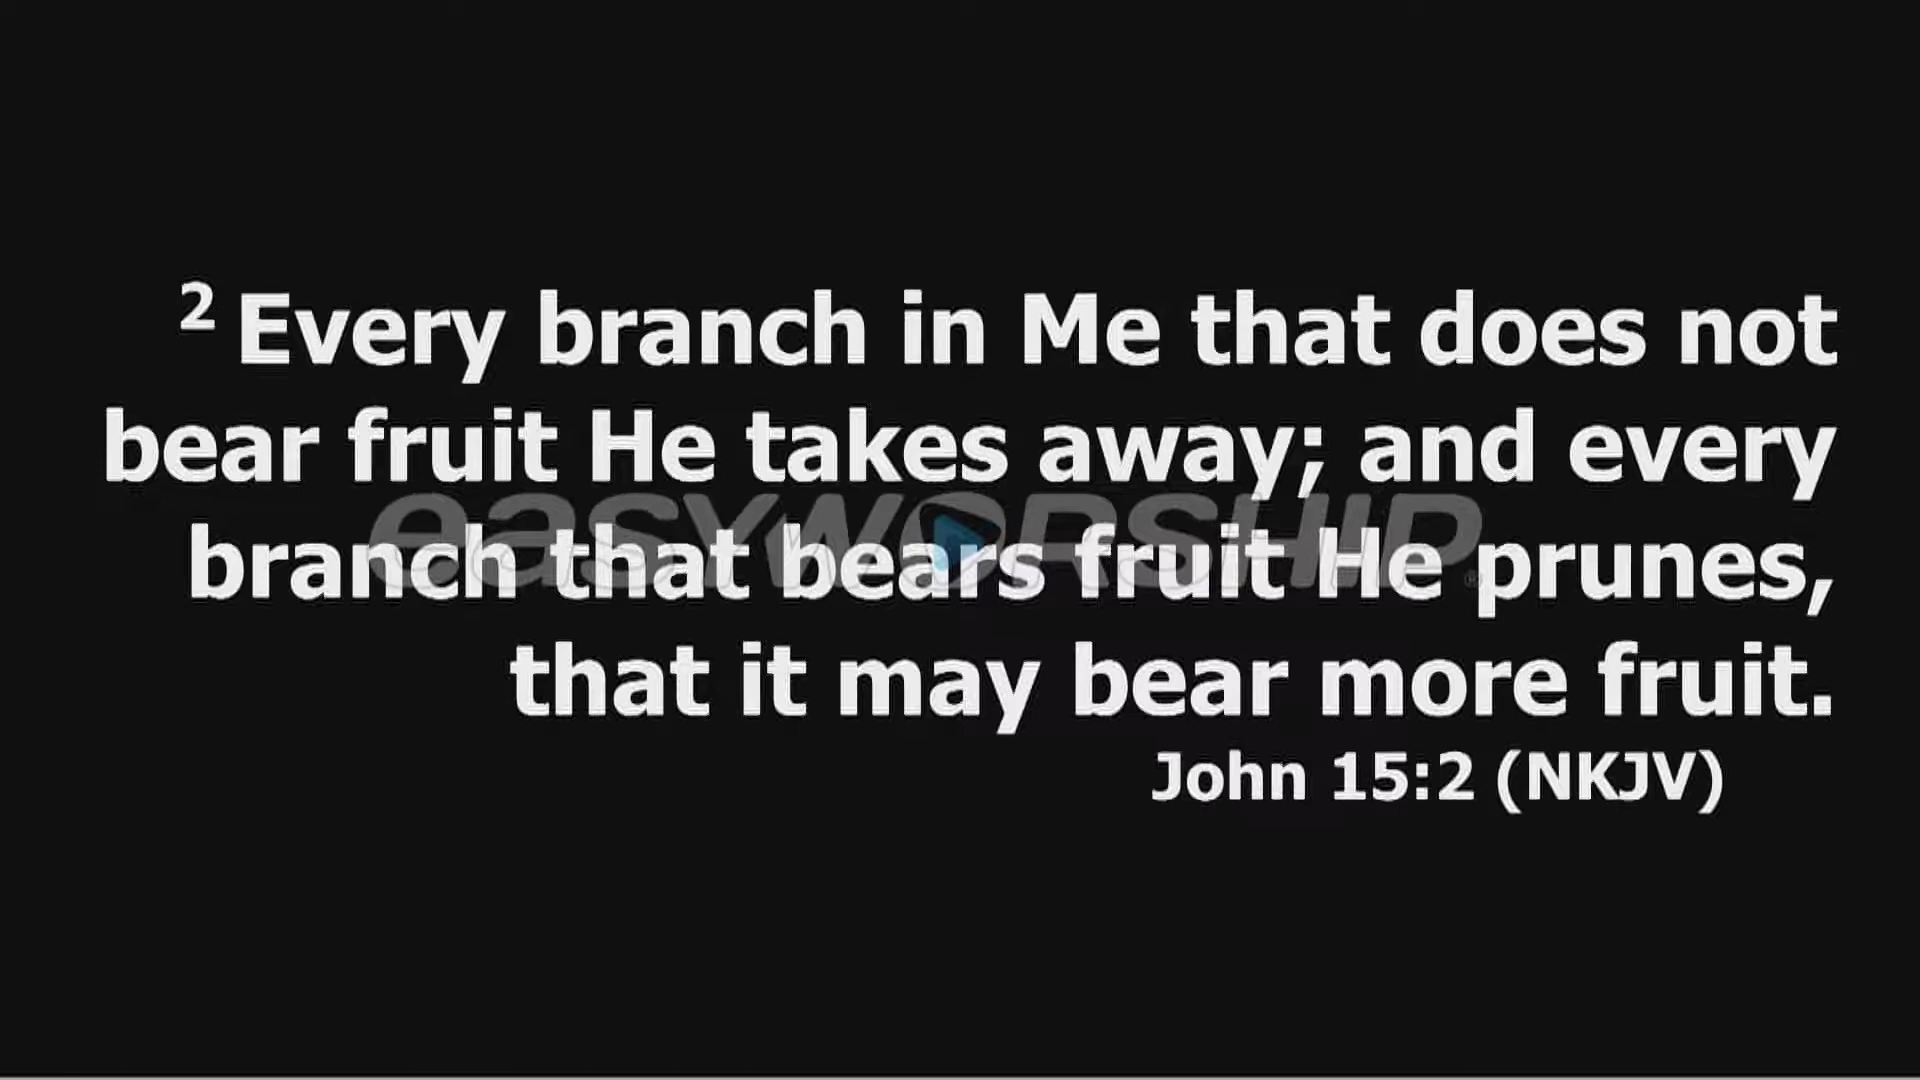 2 Every branch in Me that does not
bear fruit He takes away; and every
easyworship®
branch that bears fruit He prunes,
that it may bear more fruit.
John 15:2 (NKJV)